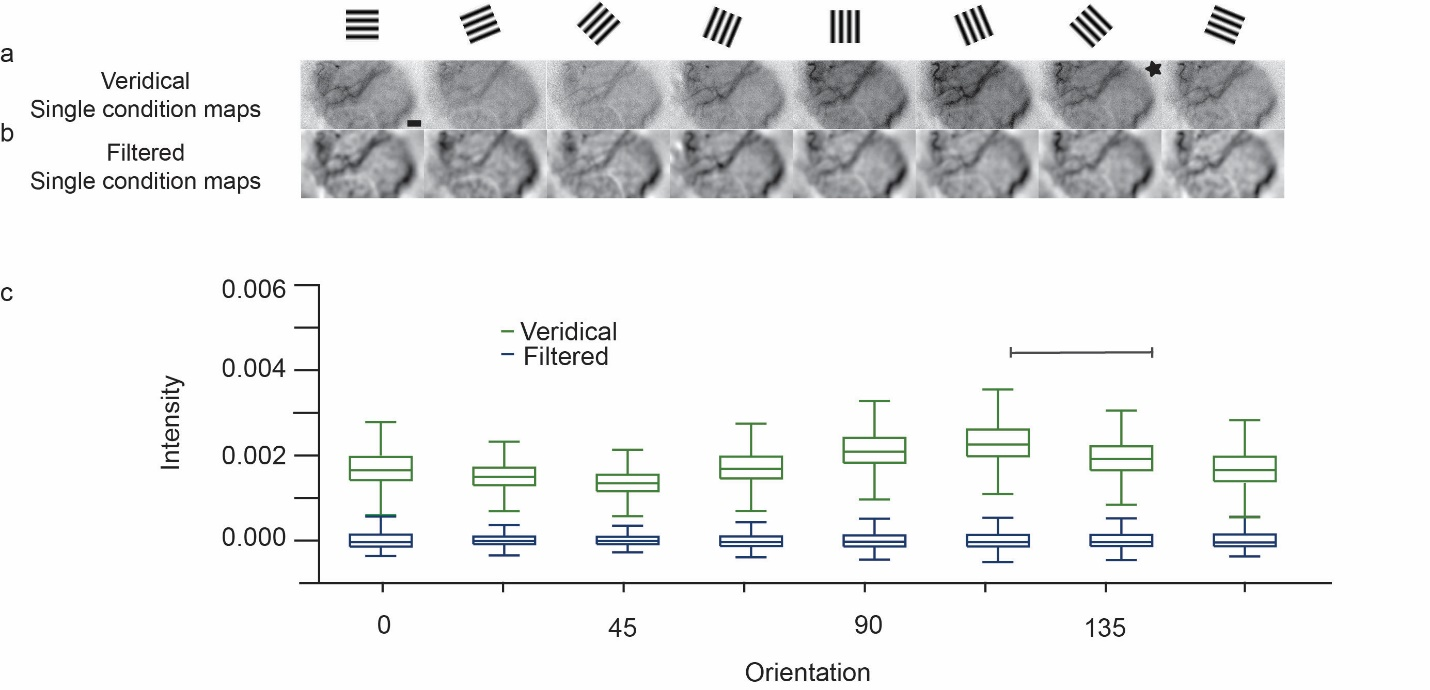 a
Veridical
Single condition maps
b
Filtered
Single condition maps
c
0.006
0.004
0.002
0.000
Intensity
Veridical
Filtered
0
45
90
135
Orientation